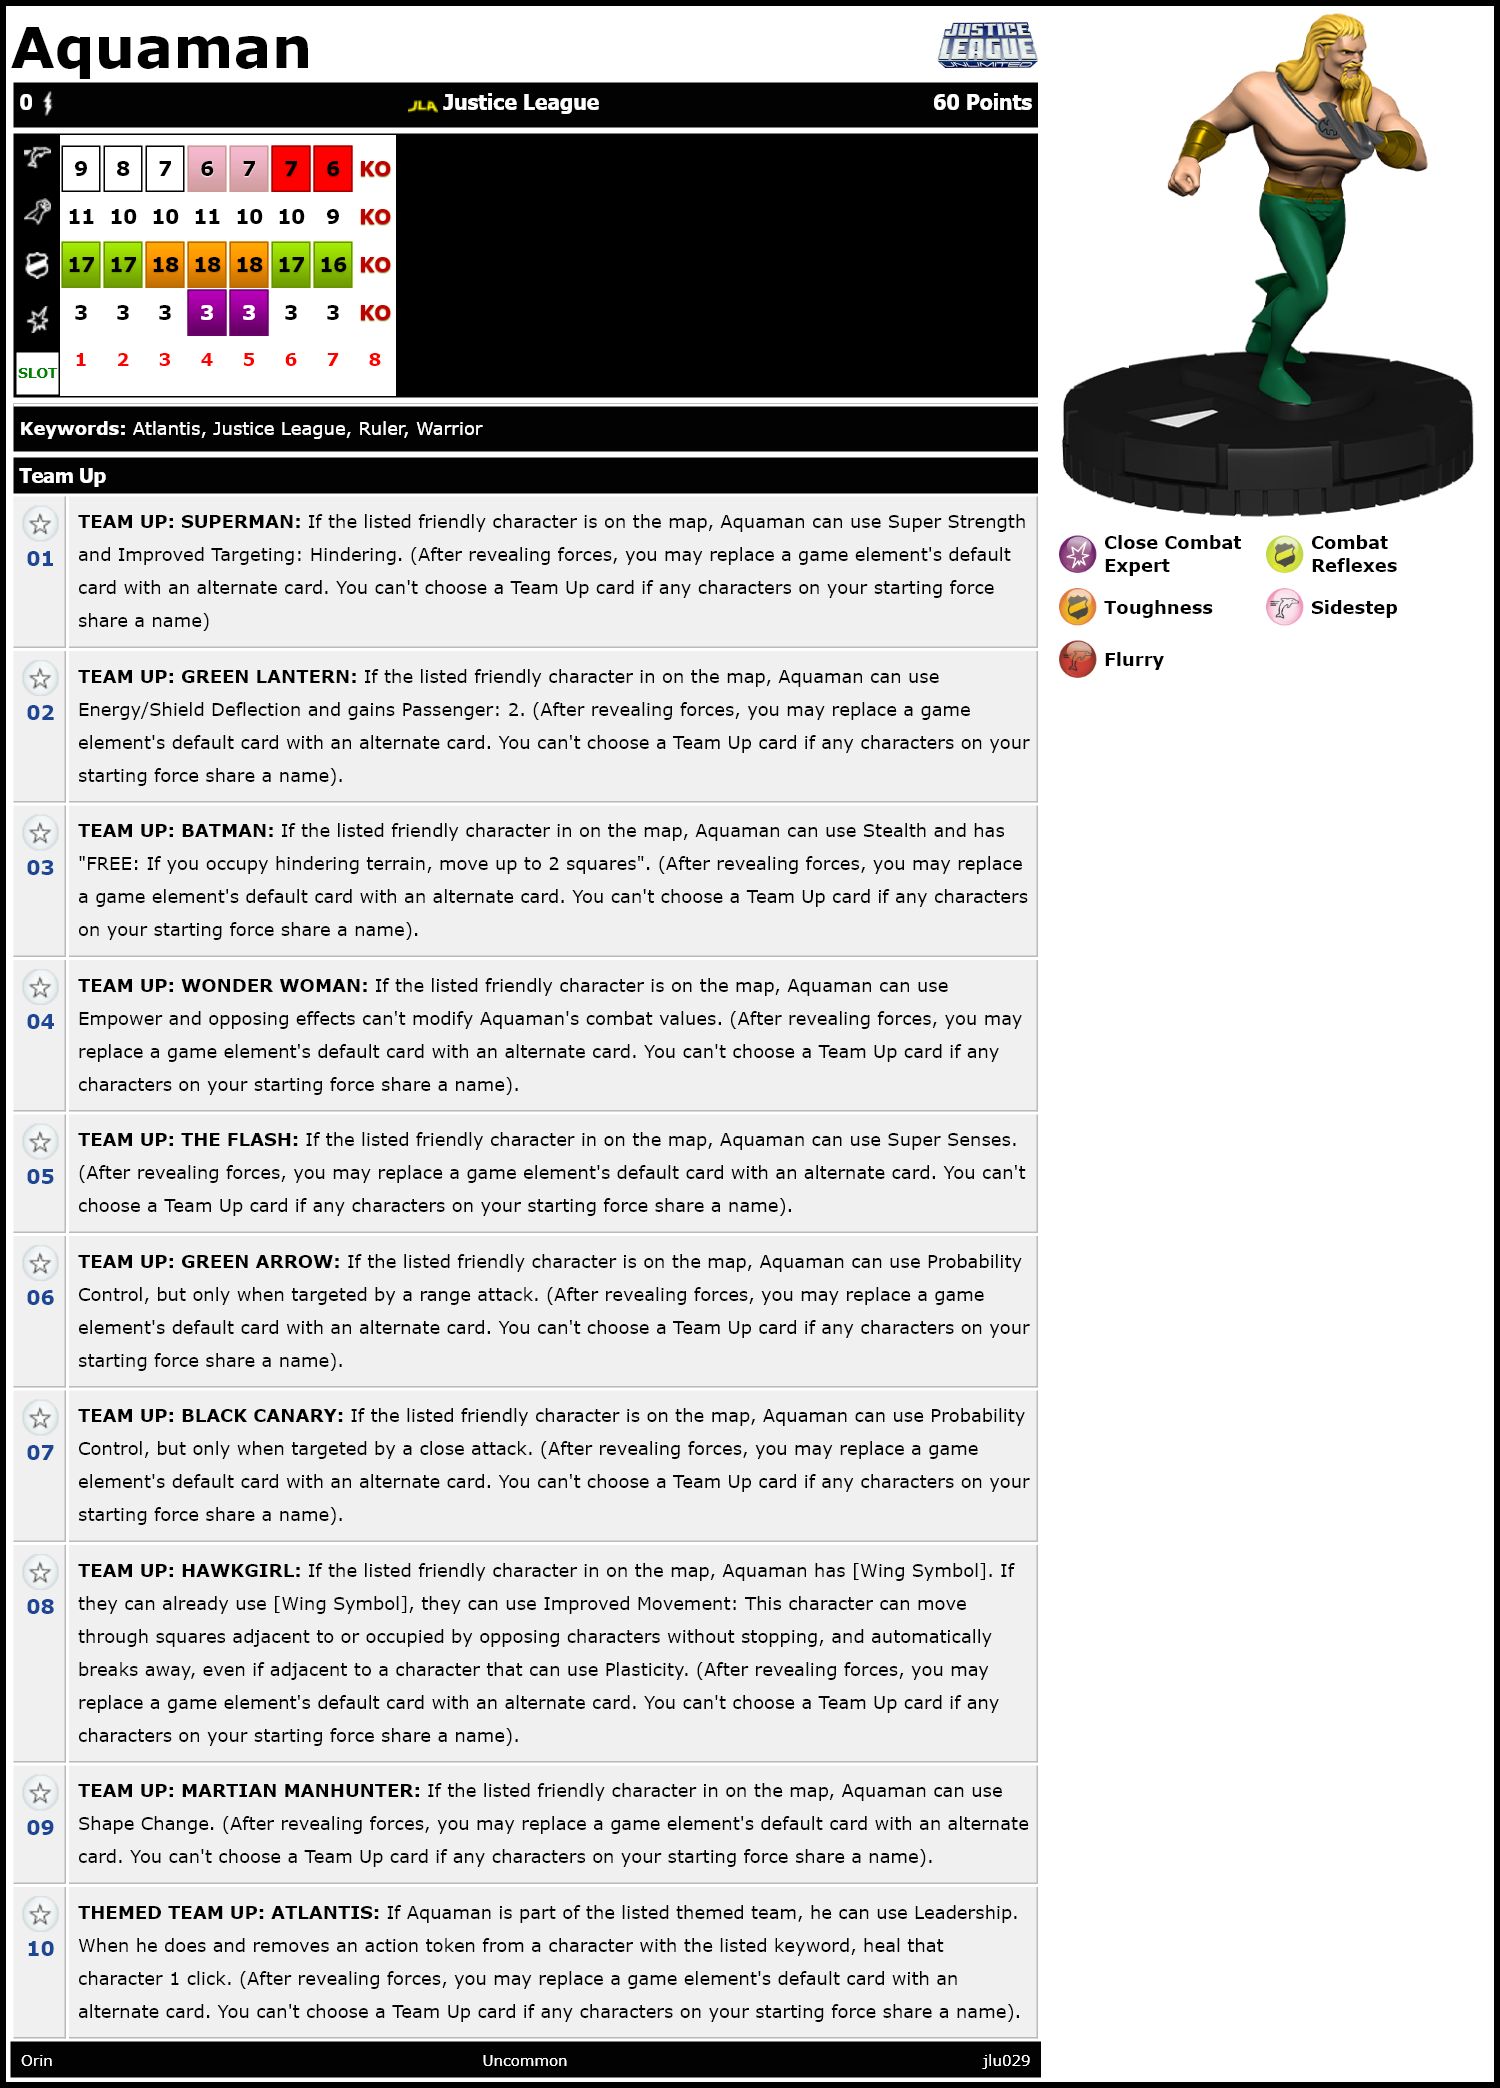 Aquaman
JUSTICE
LEAGUE
UNLIMITED
0 JLA Justice League 60 Points
9 8 7 6 7 7 6 KO
11 10 10 11 10 10 9 KO
17 17 18 18 18 17 16 KO
3 3 3 3 3 3 3 KO
SLOT 1 2 3 4 5 6 7 8
Keywords: Atlantis, Justice League, Ruler, Warrior
Team Up
01
TEAM UP: SUPERMAN: If the listed friendly character is on the map, Aquaman can use Super Strength
and Improved Targeting: Hindering. (After revealing forces, you may replace a game element's default
card with an alternate card. You can't choose a Team Up card if any characters on your starting force
share a name)
02
TEAM UP: GREEN LANTERN: If the listed friendly character in on the map, Aquaman can use
Energy/Shield Deflection and gains Passenger: 2. (After revealing forces, you may replace a game
element's default card with an alternate card. You can't choose a Team Up card if any characters on your
starting force share a name).
03
TEAM UP: BATMAN: If the listed friendly character in on the map, Aquaman can use Stealth and has
"FREE: If you occupy hindering terrain, move up to 2 squares". (After revealing forces, you may replace
a game element's default card with an alternate card. You can't choose a Team Up card if any characters
on your starting force share a name).
04
TEAM UP: WONDER WOMAN: If the listed friendly character is on the map, Aquaman can use
Empower and opposing effects can't modify Aquaman's combat values. (After revealing forces, you may
replace a game element's default card with an alternate card. You can't choose a Team Up card if any
characters on your starting force share a name).
05
TEAM UP: THE FLASH: If the listed friendly character in on the map, Aquaman can use Super Senses.
(After revealing forces, you may replace a game element's default card with an alternate card. You can't
choose a Team Up card if any characters on your starting force share a name).
06
TEAM UP: GREEN ARROW: If the listed friendly character is on the map, Aquaman can use Probability
Control, but only when targeted by a range attack. (After revealing forces, you may replace a game
element's default card with an alternate card. You can't choose a Team Up card if any characters on your
starting force share a name).
07
TEAM UP: BLACK CANARY: If the listed friendly character is on the map, Aquaman can use Probability
Control, but only when targeted by a close attack. (After revealing forces, you may replace a game
element's default card with an alternate card. You can't choose a Team Up card if any characters on your
starting force share a name).
08
TEAM UP: HAWKGIRL: If the listed friendly character in on the map, Aquaman has [Wing Symbol]. If
they can already use [Wing Symbol], they can use Improved Movement: This character can move
through squares adjacent to or occupied by opposing characters without stopping, and automatically
breaks away, even if adjacent to a character that can use Plasticity. (After revealing forces, you may
replace a game element's default card with an alternate card. You can't choose a Team Up card if any
characters on your starting force share a name).
09
TEAM UP: MARTIAN MANHUNTER: If the listed friendly character in on the map, Aquaman can use
Shape Change. (After revealing forces, you may replace a game element's default card with an alternate
card. You can't choose a Team Up card if any characters on your starting force share a name).
10
THEMED TEAM UP: ATLANTIS: If Aquaman is part of the listed themed team, he can use Leadership.
When he does and removes an action token from a character with the listed keyword, heal that
character 1 click. (After revealing forces, you may replace a game element's default card with an
alternate card. You can't choose a Team Up card if any characters on your starting force share a name).
Orin Uncommon jlu029
Close Combat
Expert
Combat
Reflexes
Toughness
Sidestep
Flurry